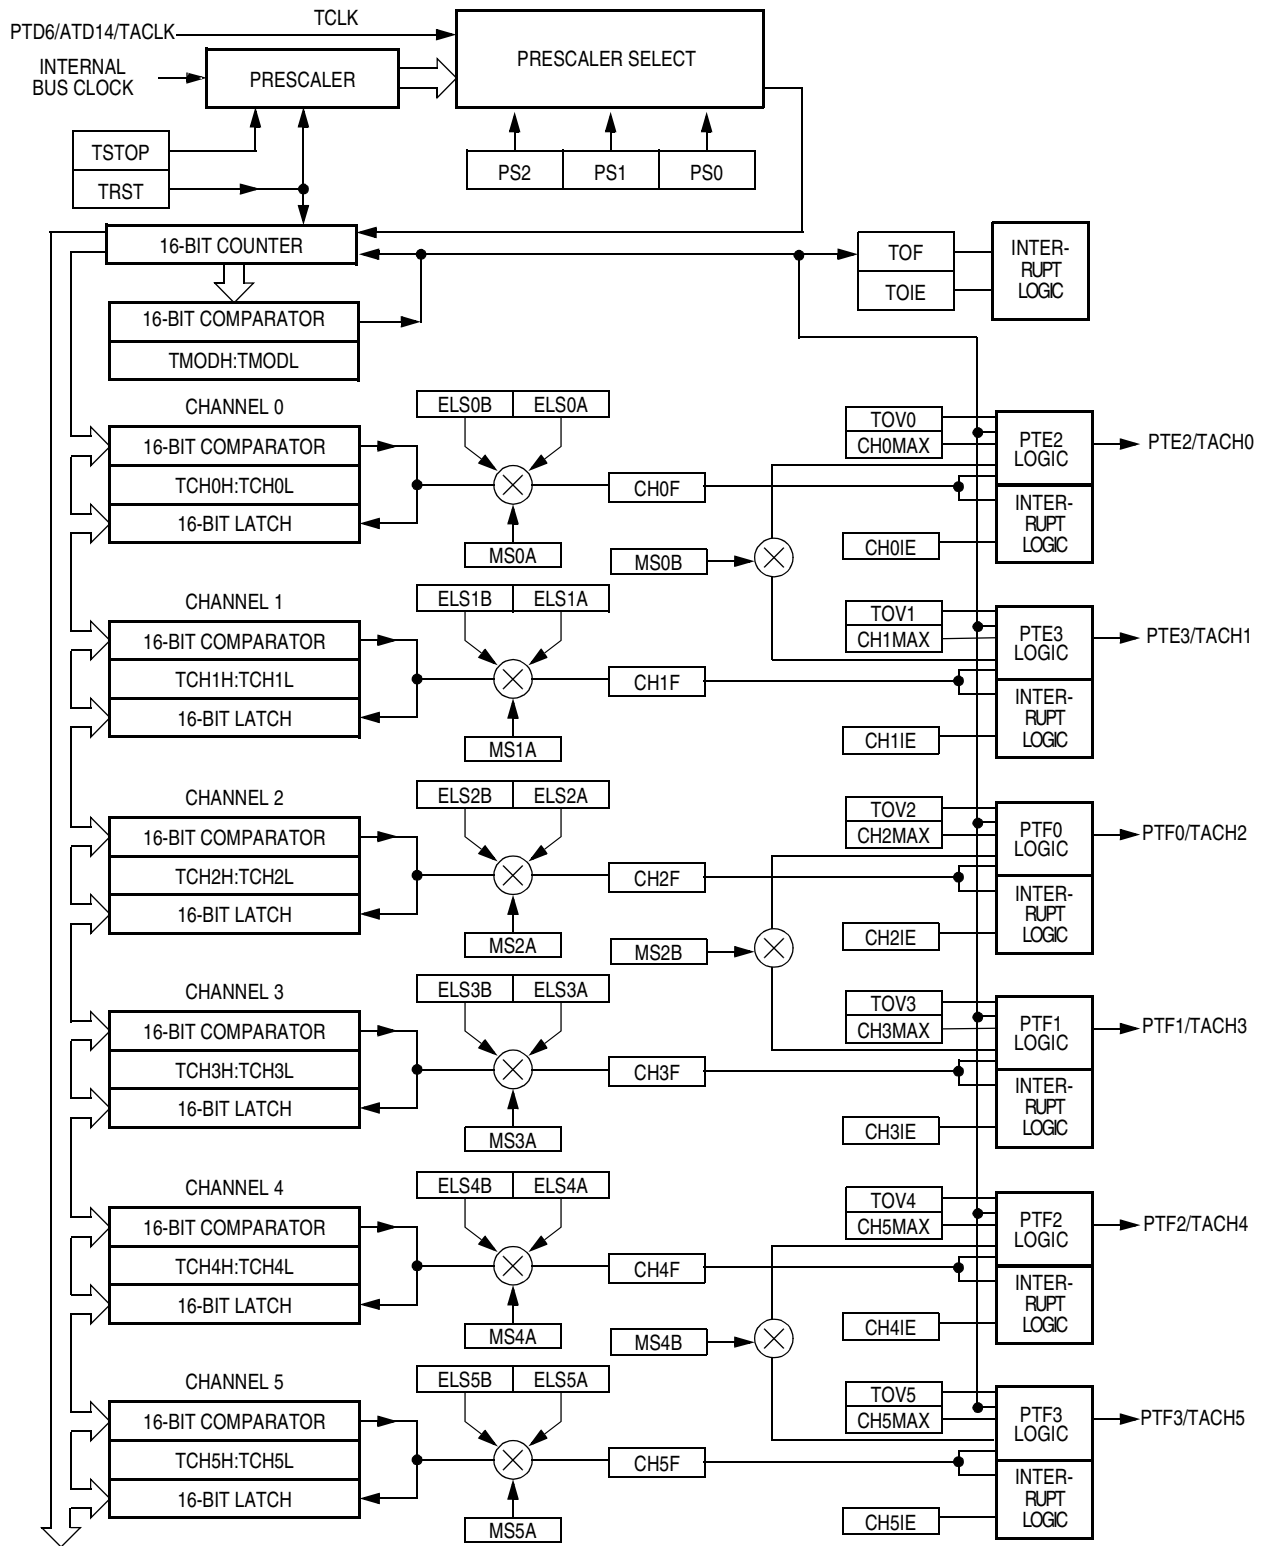 TCLK
PTD6/ATD14/TACLK
INTERNAL
BUS CLOCK
PRESCALER
PRESCALER SELECT
TSTOP
TRST
PS2
PS1
PS0
16-BIT COUNTER
16-BIT COMPARATOR
TMODH:TMODL
TOF
TOIE
INTER-
RUPT
LOGIC
CHANNEL 0
16-BIT COMPARATOR
TCH0H:TCH0L
16-BIT LATCH
ELS0B
ELS0A
MS0A
CH0F
MS0B
TOV0
CH0MAX
CH0IE
PTE2
LOGIC
INTER-
RUPT
LOGIC
PTE2/TACH0
CHANNEL 1
16-BIT COMPARATOR
TCH1H:TCH1L
16-BIT LATCH
ELS1B
ELS1A
MS1A
CH1F
TOV1
CH1MAX
CH1IE
PTE3
LOGIC
INTER-
RUPT
LOGIC
PTE3/TACH1
CHANNEL 2
16-BIT COMPARATOR
TCH2H:TCH2L
16-BIT LATCH
ELS2B
ELS2A
MS2A
CH2F
MS2B
TOV2
CH2MAX
CH2IE
PTF0
LOGIC
INTER-
RUPT
LOGIC
PTF0/TACH2
CHANNEL 3
16-BIT COMPARATOR
TCH3H:TCH3L
16-BIT LATCH
ELS3B
ELS3A
MS3A
CH3F
TOV3
CH3MAX
CH3IE
PTF1
LOGIC
INTER-
RUPT
LOGIC
PTF1/TACH3
CHANNEL 4
16-BIT COMPARATOR
TCH4H:TCH4L
16-BIT LATCH
ELS4B
ELS4A
MS4A
CH4F
MS4B
TOV4
CH5MAX
CH4IE
PTF2
LOGIC
INTER-
RUPT
LOGIC
PTF2/TACH4
CHANNEL 5
16-BIT COMPARATOR
TCH5H:TCH5L
16-BIT LATCH
ELS5B
ELS5A
MS5A
CH5F
TOV5
CH5MAX
CH5IE
PTF3
LOGIC
INTER-
RUPT
LOGIC
PTF3/TACH5